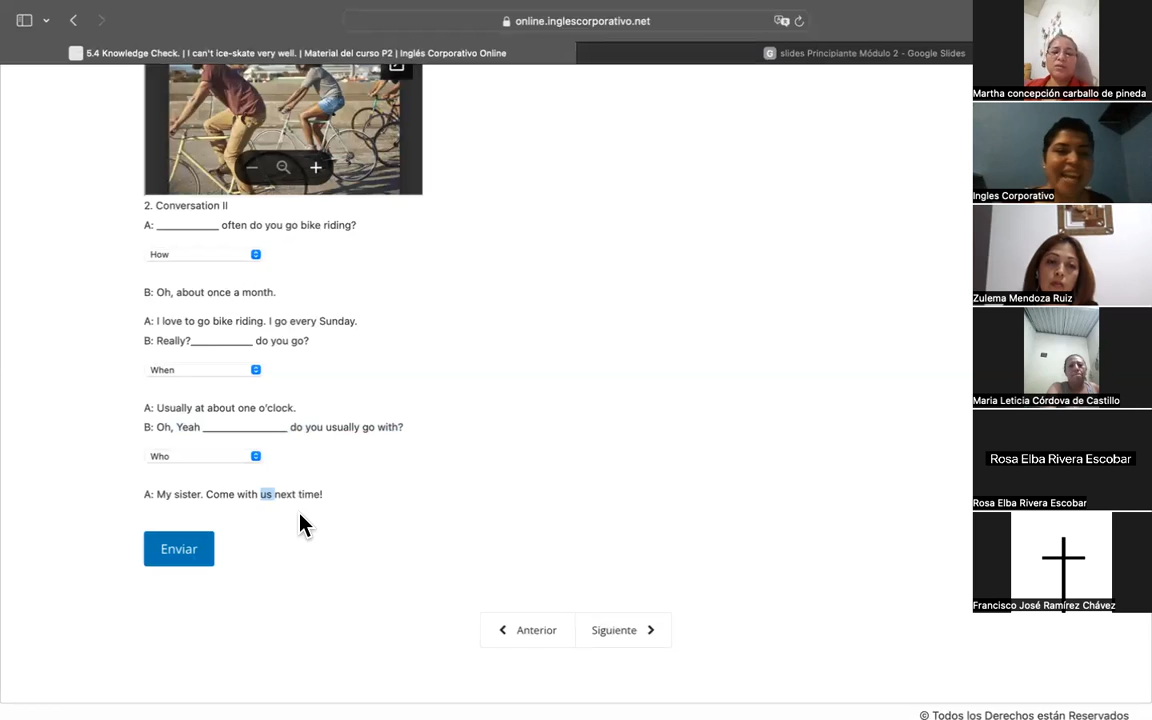 online.inglescorporativo.net
5.4 Knowledge Check. | I can't ice-skate very well. | Material del curso P2 | Inglés Corporativo Online
slides Principiante Módulo 2 - Google Slides
2. Conversation II
A: ____________ often do you go bike riding?
How
B: Oh, about once a month.
A: I love to go bike riding. I go every Sunday.
B: Really?____________ do you go?
When
A: Usually at about one o'clock.
B: Oh, Yeah ________________ do you usually go with?
Who
A: My sister. Come with us next time!
Enviar
Anterior
Siguiente
© Todos los Derechos están Reservados
Martha concepción carballo de pineda
Ingles Corporativo
Zulema Mendoza Ruiz
Maria Leticia Córdova de Castillo
Rosa Elba Rivera Escobar
Rosa Elba Rivera Escobar
Francisco José Ramírez Chávez